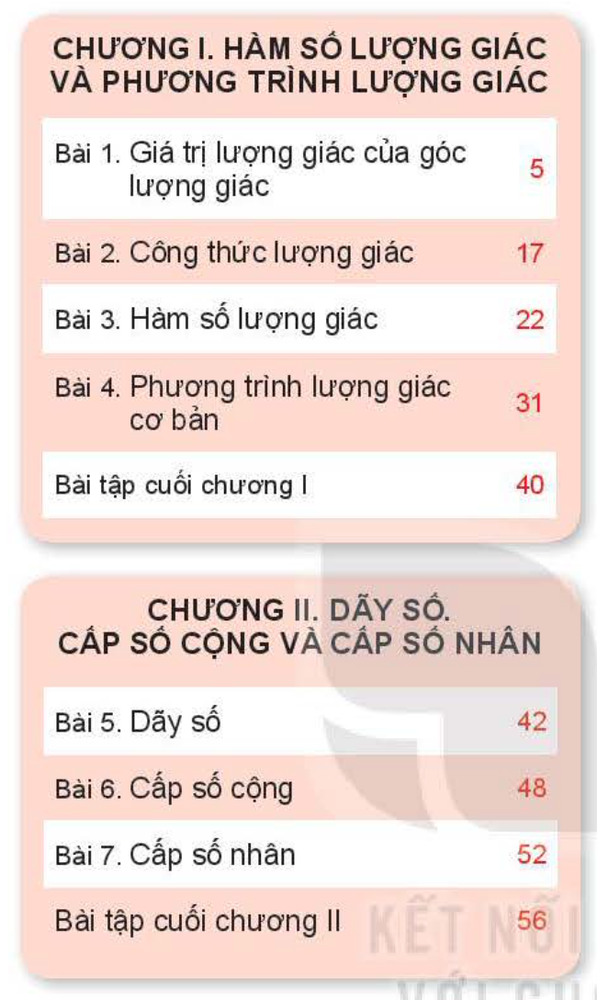 CHƯƠNG I. HÀM SỐ LƯỢNG GIÁC
VÀ PHƯƠNG TRÌNH LƯỢNG GIÁC
Bài 1. Giá trị lượng giác của góc
lượng giác 5
Bài 2. Công thức lượng giác 17
Bài 3. Hàm số lượng giác 22
Bài 4. Phương trình lượng giác
cơ bản 31
Bài tập cuối chương I 40
CHƯƠNG II. DÃY SỐ.
CẤP SỐ CỘNG VÀ CẤP SỐ NHÂN
Bài 5. Dãy số 42
Bài 6. Cấp số cộng 48
Bài 7. Cấp số nhân 52
Bài tập cuối chương II 56
KẾT NỐI
VỚI